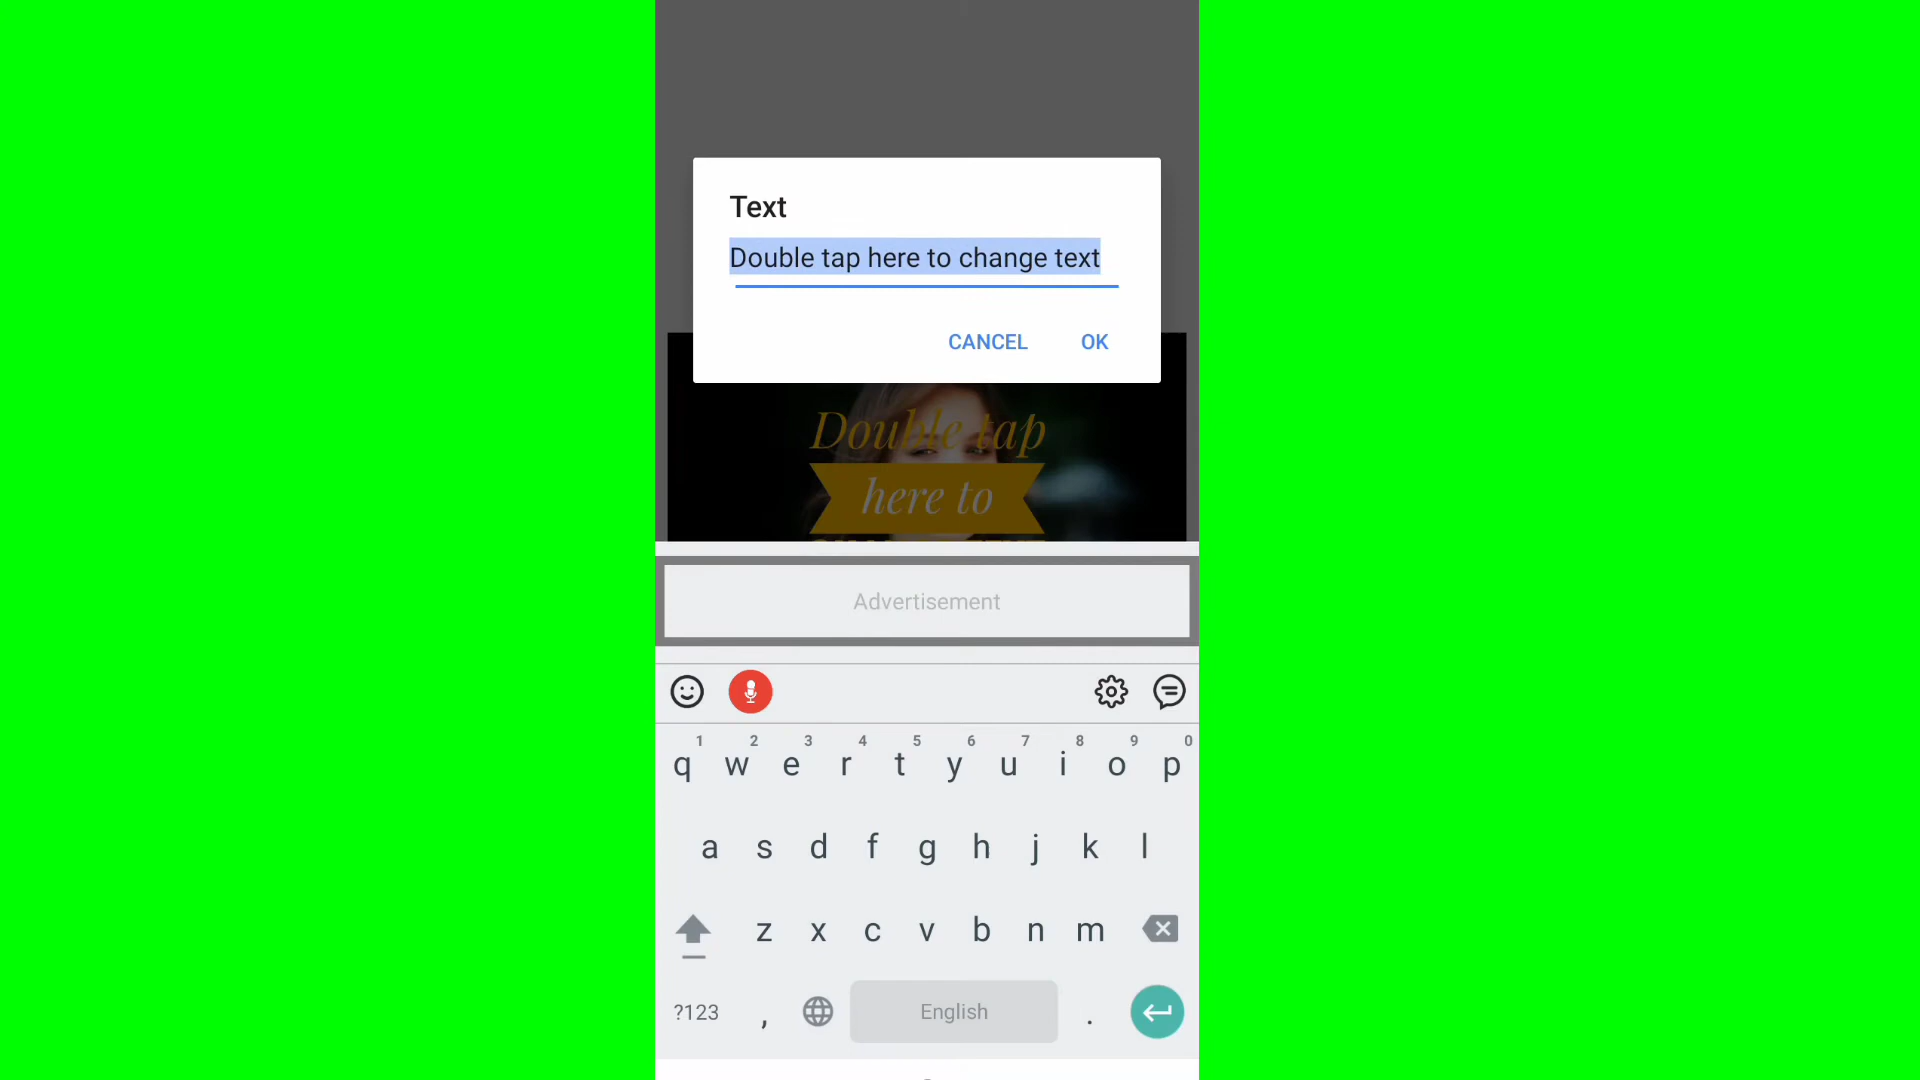 Text
Double tap here to change text
CANCEL OK
Double tap
here to
Advertisement
1 2 3 4 5 6 7 8 9 0
q w e r t y u i o p
a s d f g h j k l
z x c v b n m
?123 , English .